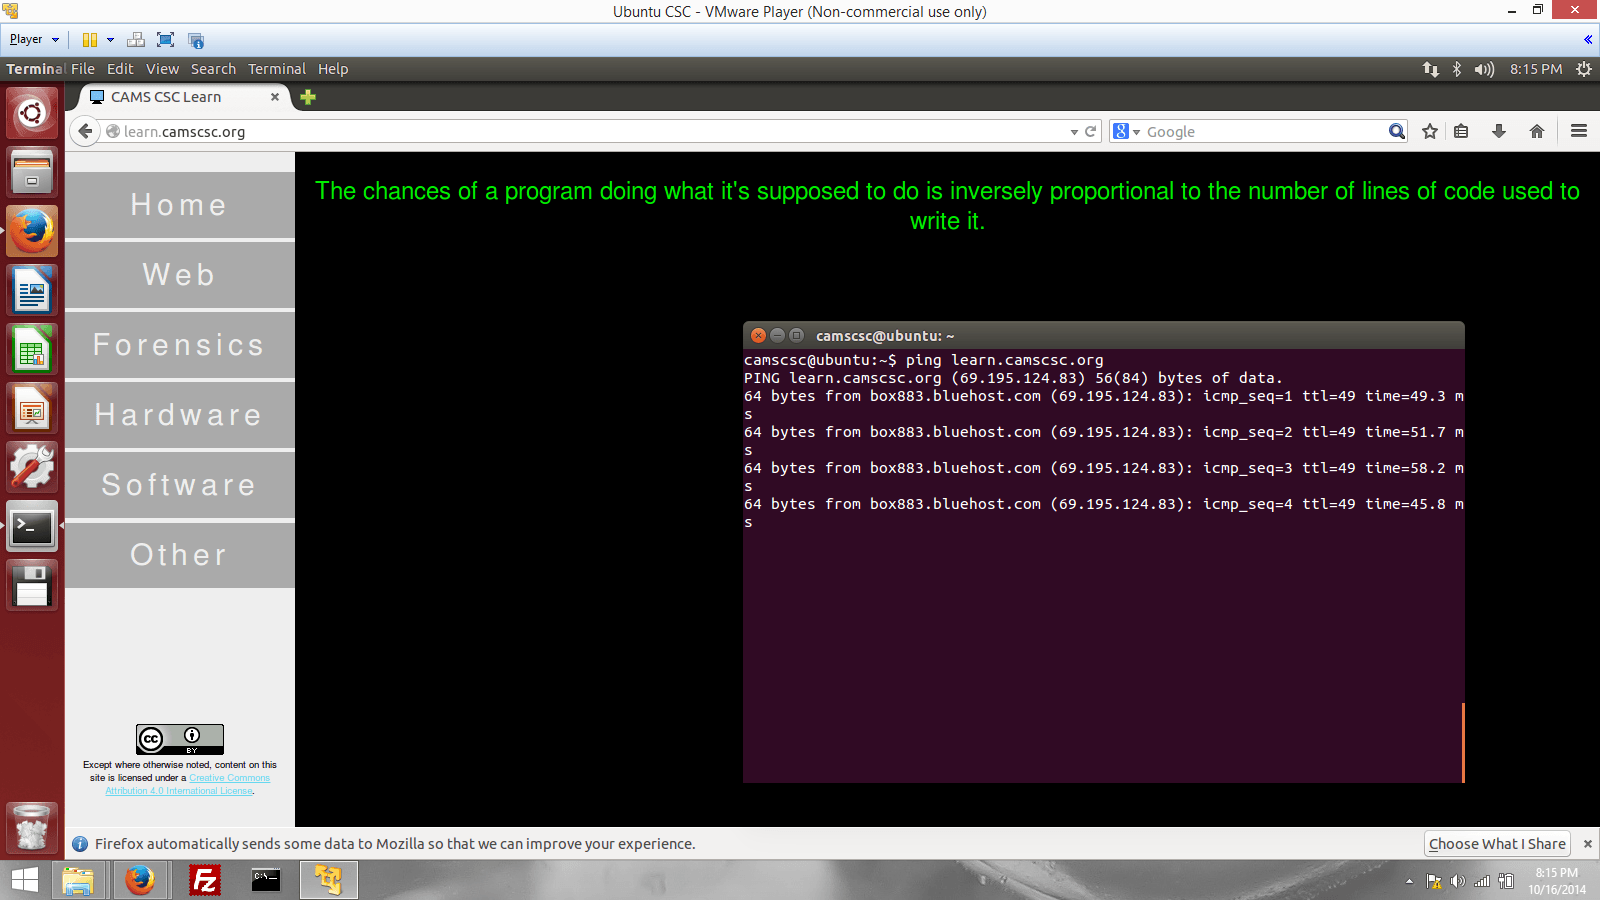 Ubuntu CSC - VMware Player (Non-commercial use only)
Player
Terminal File Edit View Search Terminal Help
8:15 PM
CAMS CSC Learn
learn.camscsc.org
8 Google
Home
Web
Forensics
Hardware
Software
Other
The chances of a program doing what it's supposed to do is inversely proportional to the number of lines of code used to
write it.
camscsc@ubuntu: ~
camscsc@ubuntu:~$ ping learn.camscsc.org
PING learn.camscsc.org (69.195.124.83) 56(84) bytes of data.
64 bytes from box883.bluehost.com (69.195.124.83): icmp_seq=1 ttl=49 time=49.3 m
s
64 bytes from box883.bluehost.com (69.195.124.83): icmp_seq=2 ttl=49 time=51.7 m
s
64 bytes from box883.bluehost.com (69.195.124.83): icmp_seq=3 ttl=49 time=58.2 m
s
64 bytes from box883.bluehost.com (69.195.124.83): icmp_seq=4 ttl=49 time=45.8 m
s
cc
BY
Except where otherwise noted, content on this
site is licensed under a Creative Commons
Attribution 4.0 International License.
Firefox automatically sends some data to Mozilla so that we can improve your experience.
Choose What I Share
Fz
C:\_
8:15 PM
10/16/2014